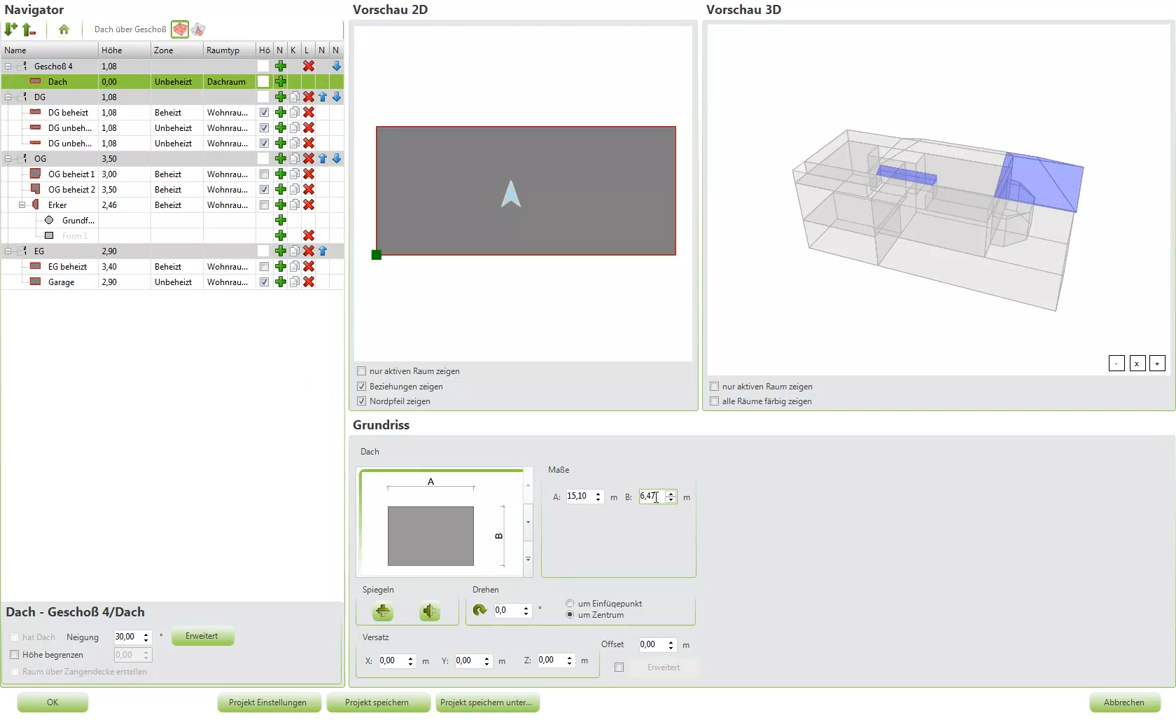 Navigator
Dach über Geschoß
Name Höhe Zone Raumtyp Hö N K L N N
Geschoß 4 1,08
Dach 0,00 Unbeheizt Dachraum
DG 1,08
DG beheizt 1,08 Beheizt Wohnrau...
DG unbeh... 1,08 Unbeheizt Wohnrau...
DG unbeh... 1,08 Unbeheizt Wohnrau...
OG 3,50
OG beheizt 1 3,00 Beheizt Wohnrau...
OG beheizt 2 3,50 Beheizt Wohnrau...
Erker 2,46 Beheizt Wohnrau...
Grundf...
Form 1
EG 2,90
EG beheizt 3,40 Beheizt Wohnrau...
Garage 2,90 Unbeheizt Wohnrau...
Dach - Geschoß 4/Dach
hat Dach Neigung 30,00 ° Erweitert
Höhe begrenzen 0,00
Raum über Zangendecke erstellen
Vorschau 2D
nur aktiven Raum zeigen
Beziehungen zeigen
Nordpfeil zeigen
Vorschau 3D
- x +
nur aktiven Raum zeigen
alle Räume färbig zeigen
Grundriss
Dach
A
B
Maße
A: 15,10 m B: 6,47 m
Spiegeln
Drehen
0,0 °
um Einfügepunkt
um Zentrum
Versatz
X: 0,00 m Y: 0,00 m Z: 0,00 m
Offset 0,00 m
Erweitert
OK Projekt Einstellungen Projekt speichern Projekt speichern unter... Abbrechen